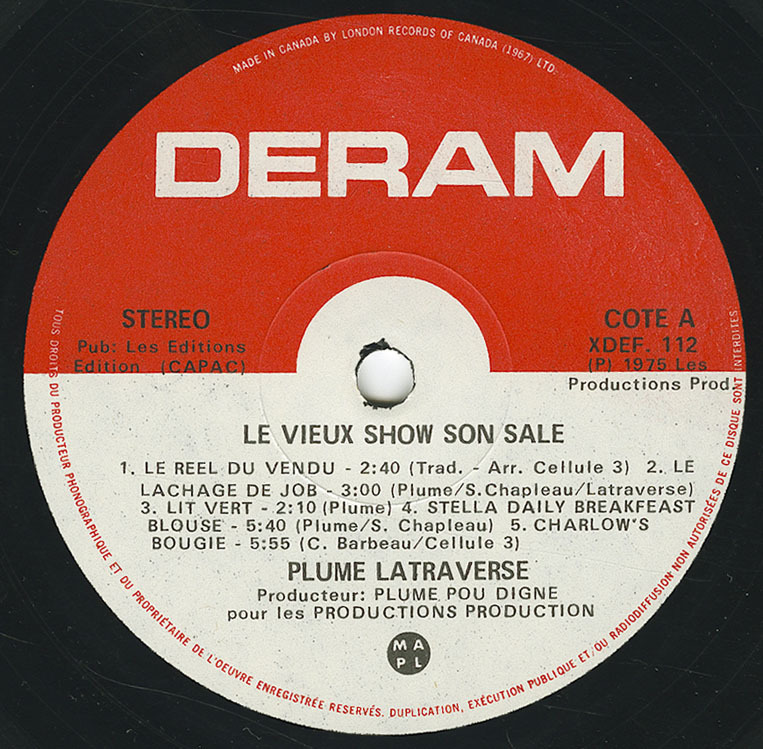 MADE IN CANADA BY LONDON RECORDS OF CANADA (1967) LTD.
DERAM
STEREO
Pub: Les Editions
Edition (CAPAC)
COTE A
XDEF. 112
(P) 1975 Les
Productions Prod.
LE VIEUX SHOW SON SALE
1. LE REEL DU VENDU - 2:40 (Trad. - Arr. Cellule 3) 2. LE
LACHAGE DE JOB - 3:00 (Plume/S.Chapleau/Latraverse)
3. LIT VERT - 2:10 (Plume) 4. STELLA DAILY BREAKFEAST
BLOUSE - 5:40 (Plume/S. Chapleau) 5. CHARLOW'S
BOUGIE - 5:55 (C. Barbeau/Cellule 3)
PLUME LATRAVERSE
Producteur: PLUME POU DIGNE
pour les PRODUCTIONS PRODUCTION
M A
P L
TOUS DROITS DU PRODUCTEUR PHONOGRAPHIQUE ET DU PROPRIÉTAIRE DE L'OEUVRE ENREGISTRÉE RESERVÉS. DUPLICATION, EXÉCUTION PUBLIQUE ET/OU RADIODIFFUSION NON AUTORISÉES DE CE DISQUE SONT INTERDITES